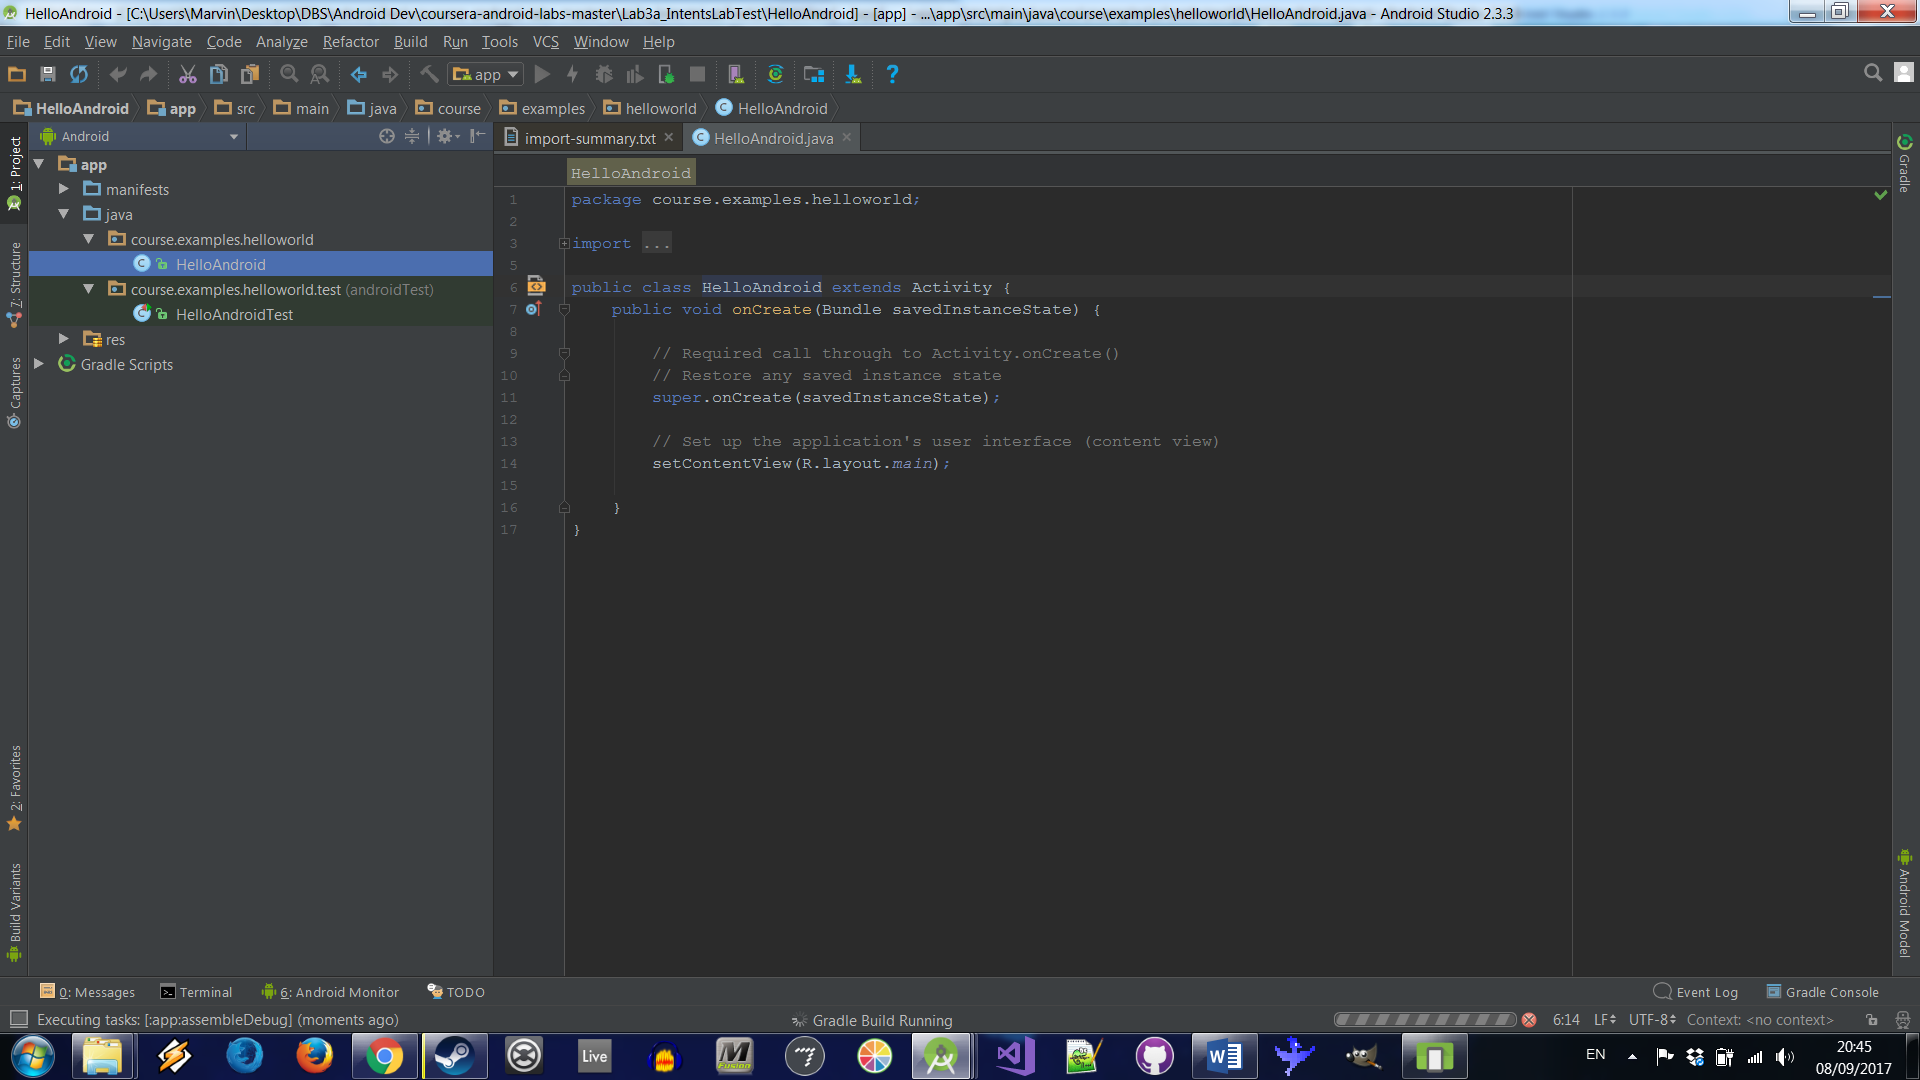 HelloAndroid - [C:\Users\Marvin\Desktop\DBS\Android Dev\coursera-android-labs-master\Lab3a_IntentsLabTest\HelloAndroid] - [app] - ...\app\src\main\java\course\examples\helloworld\HelloAndroid.java - Android Studio 2.3.3
File Edit View Navigate Code Analyze Refactor Build Run Tools VCS Window Help
app
HelloAndroid app src main java course examples helloworld HelloAndroid
Android
import-summary.txt
HelloAndroid.java
1: Project
7: Structure
Captures
2: Favorites
Build Variants
app
manifests
java
course.examples.helloworld
HelloAndroid
course.examples.helloworld.test (androidTest)
HelloAndroidTest
res
Gradle Scripts
HelloAndroid
1 package course.examples.helloworld;
2
3 import ...
5
6 public class HelloAndroid extends Activity {
7 public void onCreate(Bundle savedInstanceState) {
8
9 // Required call through to Activity.onCreate()
10 // Restore any saved instance state
11 super.onCreate(savedInstanceState);
12
13 // Set up the application's user interface (content view)
14 setContentView(R.layout.main);
15
16 }
17 }
Gradle
Android Model
0: Messages Terminal 6: Android Monitor TODO Event Log Gradle Console
Executing tasks: [:app:assembleDebug] (moments ago) Gradle Build Running 6:14 LF UTF-8 Context: <no context>
Live
M
Fusion
W
EN
20:45
08/09/2017